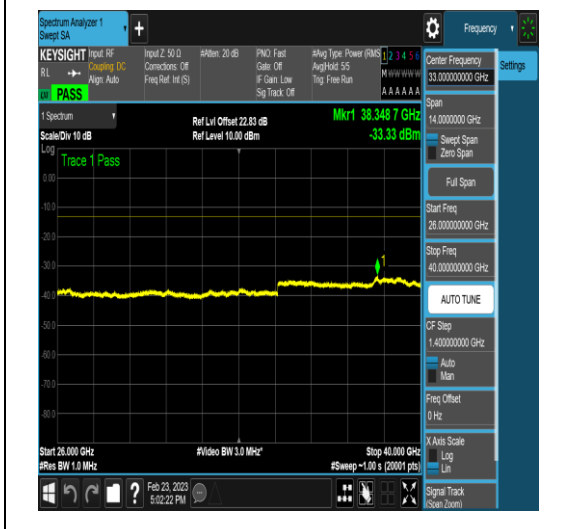 Spectrum Analyzer 1
Swept SA
+
Frequency
KEYSIGHT
RL
PASS
Input: RF
Coupling: DC
Align: Auto
Input Z: 50 Ω
Corrections: Off
Freq Ref: Int (S)
#Atten: 20 dB
PNO: Fast
Gate: Off
IF Gain: Low
Sig Track: Off
#Avg Type: Power (RMS
Avg|Hold: 5/5
Trig: Free Run
1 2 3 4 5 6
M W W W W W
A A A A A A
1 Spectrum
Scale/Div 10 dB
Ref Lvl Offset 22.83 dB
Ref Level 10.00 dBm
Mkr1 38.348 7 GHz
-33.33 dBm
Log
Trace 1 Pass
0.00
-10.0
-20.0
-30.0
-40.0
-50.0
-60.0
-70.0
-80.0
1
Start 26.000 GHz
#Res BW 1.0 MHz
#Video BW 3.0 MHz*
Stop 40.000 GHz
#Sweep ~1.00 s (20001 pts)
?
Feb 23, 2023
5:02:22 PM
Center Frequency
33.000000000 GHz
Settings
Span
14.0000000 GHz
Swept Span
Zero Span
Full Span
Start Freq
26.000000000 GHz
Stop Freq
40.000000000 GHz
AUTO TUNE
CF Step
1.400000000 GHz
Auto
Man
Freq Offset
0 Hz
X Axis Scale
Log
Lin
Signal Track
(Span Zoom)